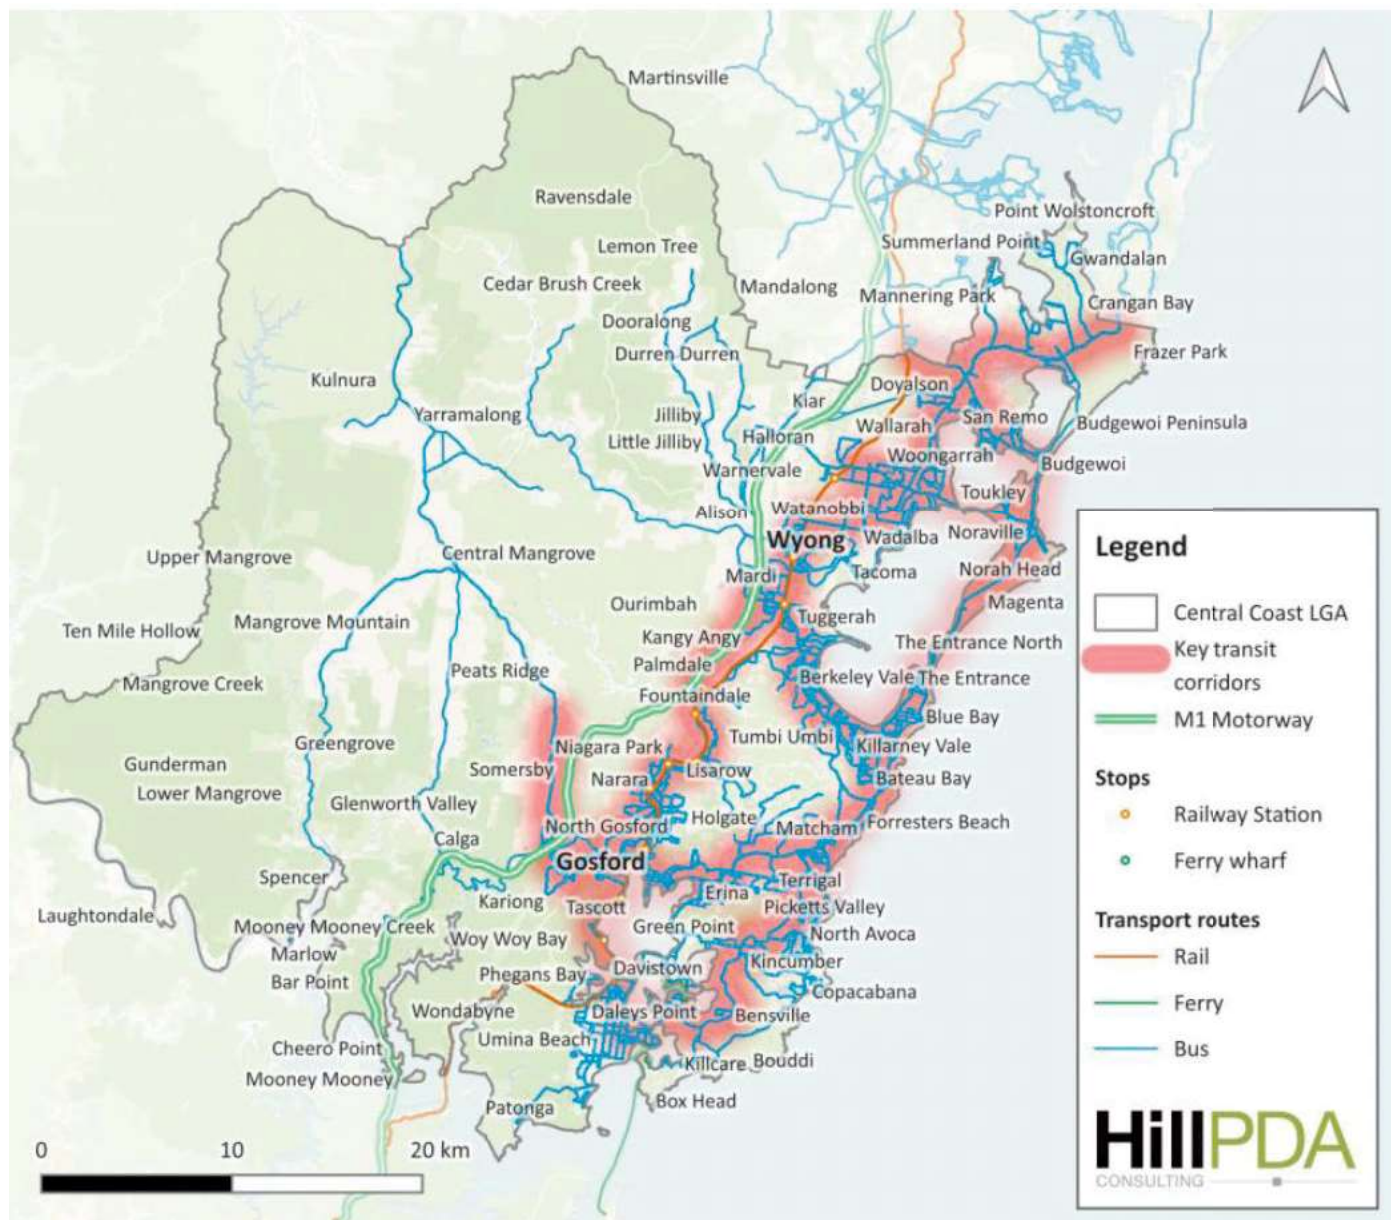 Martinsville
Ravensdale
Point Wolstoncroft
Lemon Tree
Summerland Point
Gwandalan
Cedar Brush Creek
Mandalong
Mannering Park
Crangan Bay
Dooralong
Durren Durren
Frazer Park
Kulnura
Doyalson
Kiar
Yarramalong
Jilliby
San Remo
Wallarah
Budgewoi Peninsula
Halloran
Little Jilliby
Woongarrah
Budgewoi
Warnervale
Toukley
Alison
Watanobbi
Noraville
Wyong
Wadalba
Central Mangrove
Upper Mangrove
Mardi
Tacoma
Norah Head
Ourimbah
Magenta
Mangrove Mountain
Tuggerah
Ten Mile Hollow
Kangy Angy
The Entrance North
Palmdale
Peats Ridge
Berkeley Vale
The Entrance
Mangrove Creek
Fountaindale
Blue Bay
Tumbi Umbi
Greengrove
Niagara Park
Killarney Vale
Gunderman
Somersby
Narara
Lisarow
Bateau Bay
Lower Mangrove
Glenworth Valley
Holgate
Matcham
Forresters Beach
North Gosford
Calga
Gosford
Spencer
Erina
Terrigal
Kariong
Tascott
Picketts Valley
Laughtondale
Mooney Mooney Creek
Green Point
North Avoca
Woy Woy Bay
Marlow
Kincumber
Phegans Bay
Davistown
Bar Point
Copacabana
Wondabyne
Daleys Point
Bensville
Umina Beach
Cheero Point
Killcare
Bouddi
Mooney Mooney
Box Head
Patonga
0 10 20 km
Legend
Central Coast LGA
Key transit
corridors
M1 Motorway
Stops
Railway Station
Ferry wharf
Transport routes
Rail
Ferry
Bus
HillPDA
CONSULTING